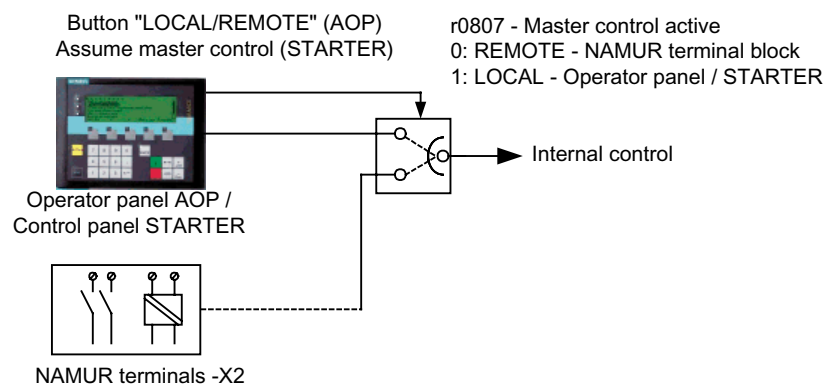 Button "LOCAL/REMOTE" (AOP)
Assume master control (STARTER)
r0807 - Master control active
0: REMOTE - NAMUR terminal block
1: LOCAL - Operator panel / STARTER
Internal control
Operator panel AOP /
Control panel STARTER
NAMUR terminals -X2